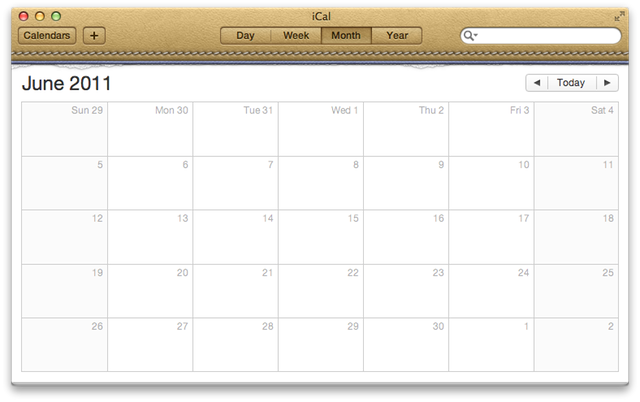 iCal
Calendars + Day Week Month Year
June 2011 Today
Sun 29 Mon 30 Tue 31 Wed 1 Thu 2 Fri 3 Sat 4
5 6 7 8 9 10 11
12 13 14 15 16 17 18
19 20 21 22 23 24 25
26 27 28 29 30 1 2